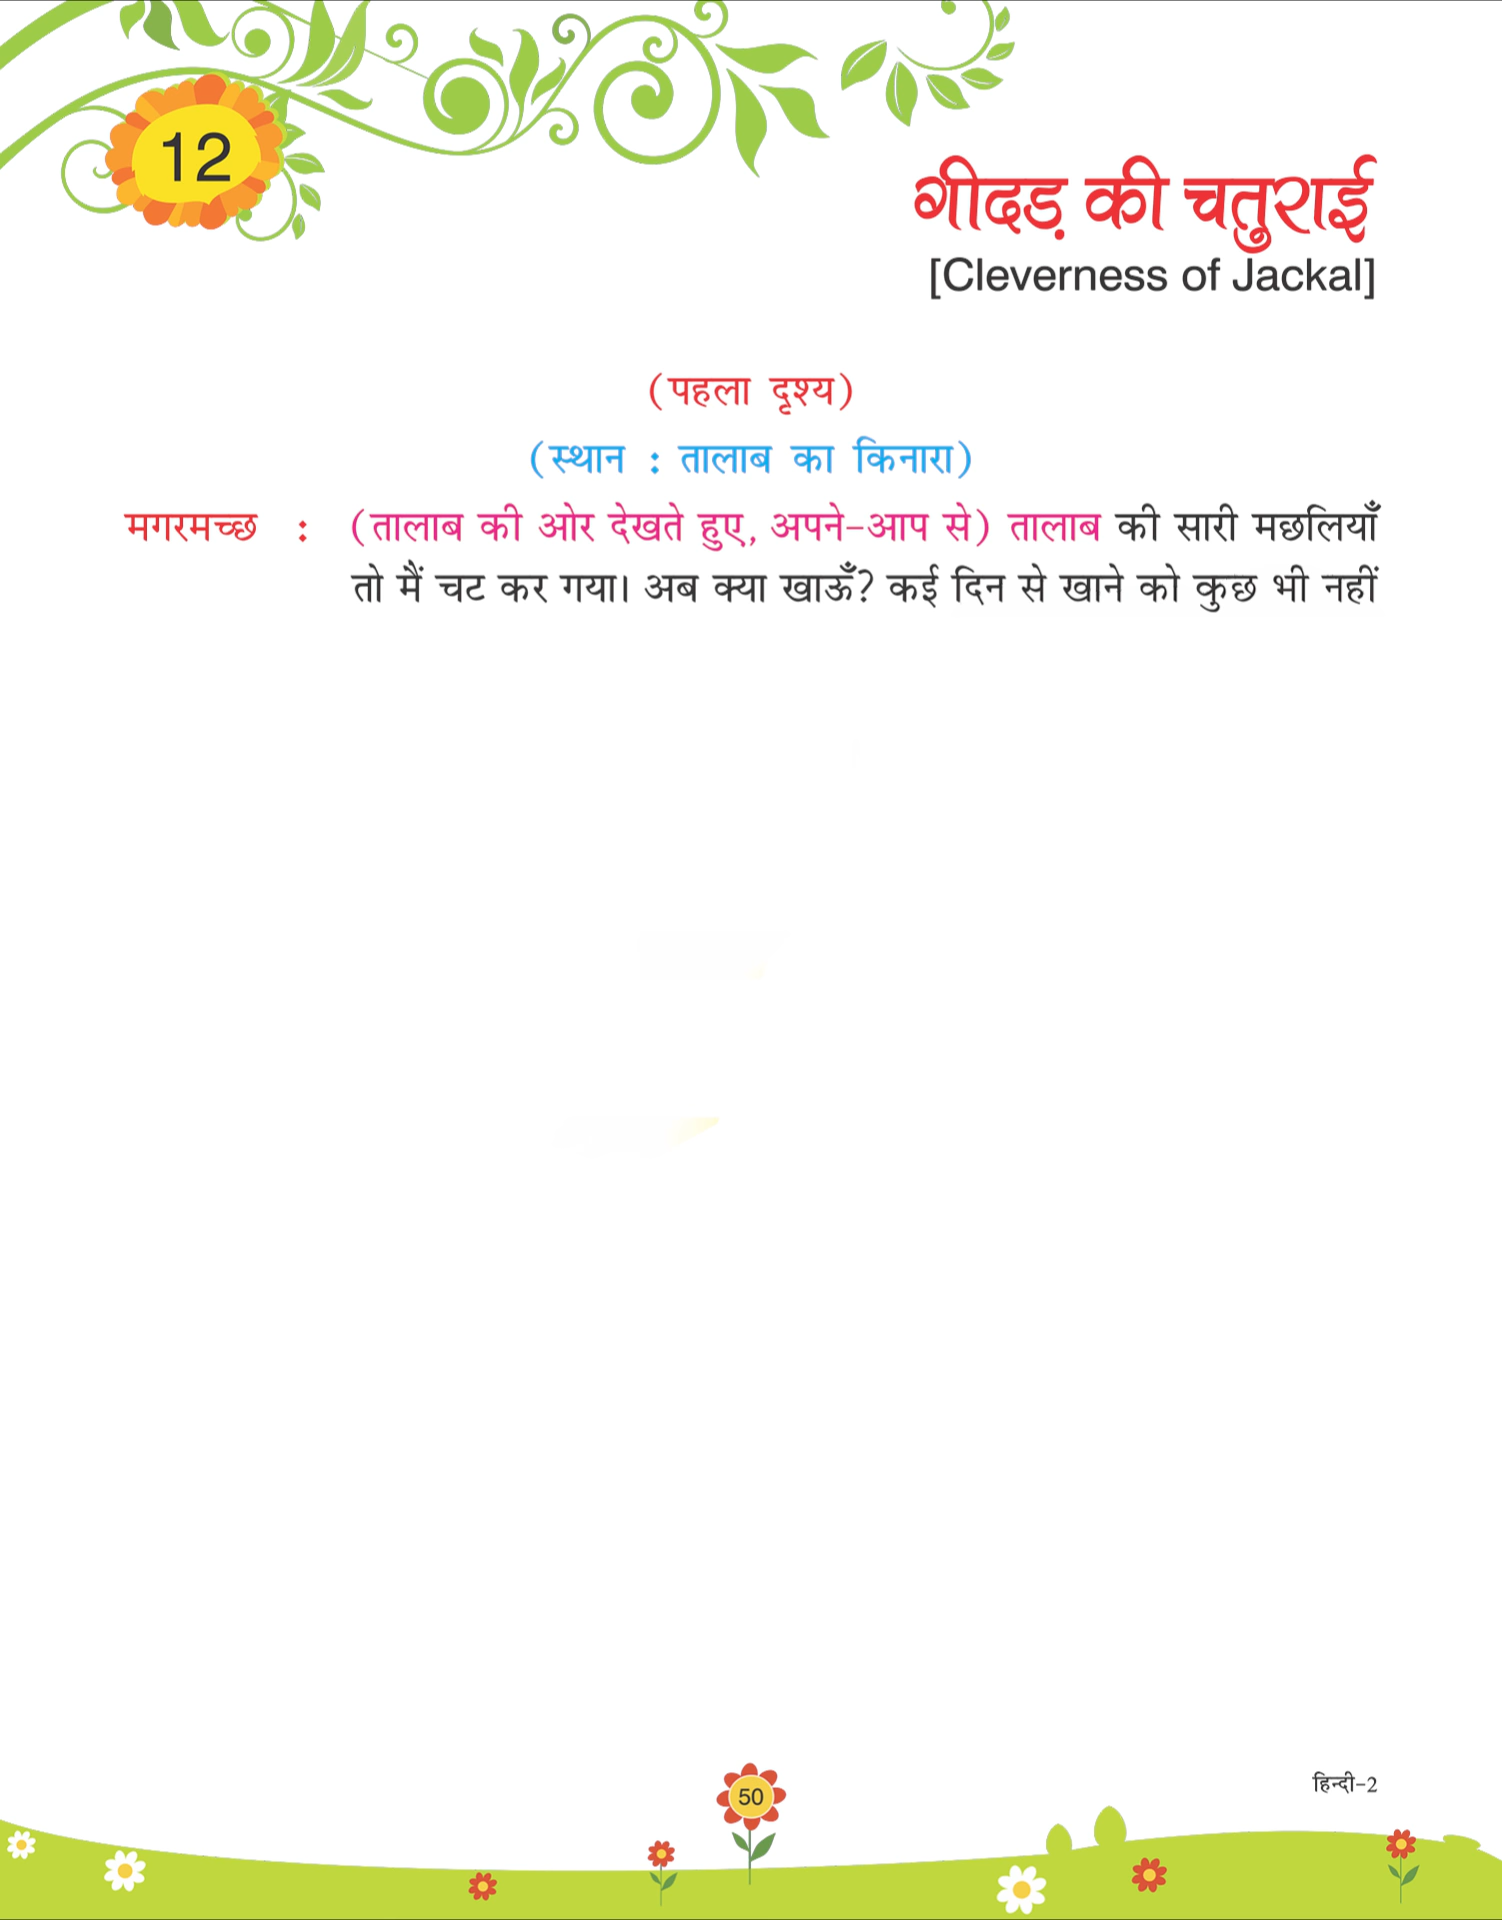 12
गीदड़ की चतुराई
[Cleverness of Jackal]
(पहला दृश्य)
(स्थान : तालाब का किनारा)
मगरमच्छ : (तालाब की ओर देखते हुए, अपने-आप से) तालाब की सारी मछलियाँ
तो मैं चट कर गया। अब क्या खाऊँ? कई दिन से खाने को कुछ भी नहीं
50
हिन्दी-2